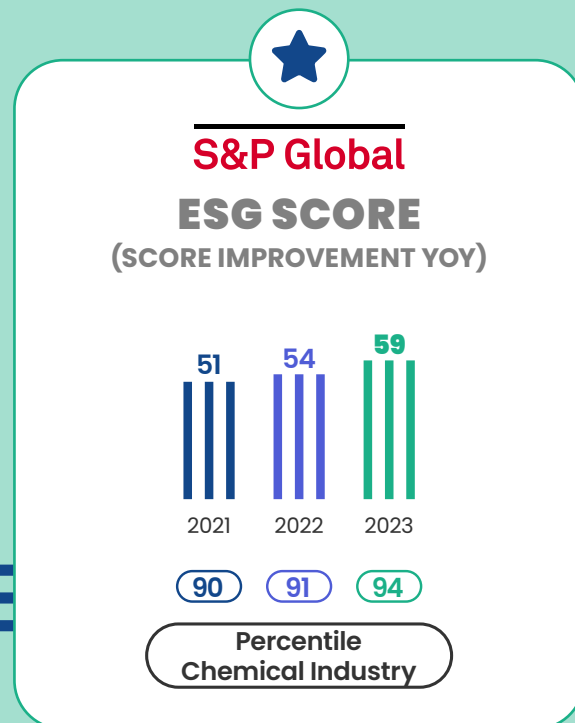 S&P Global
ESG SCORE
(SCORE IMPROVEMENT YOY)
51 54 59
2021 2022 2023
90 91 94
Percentile
Chemical Industry